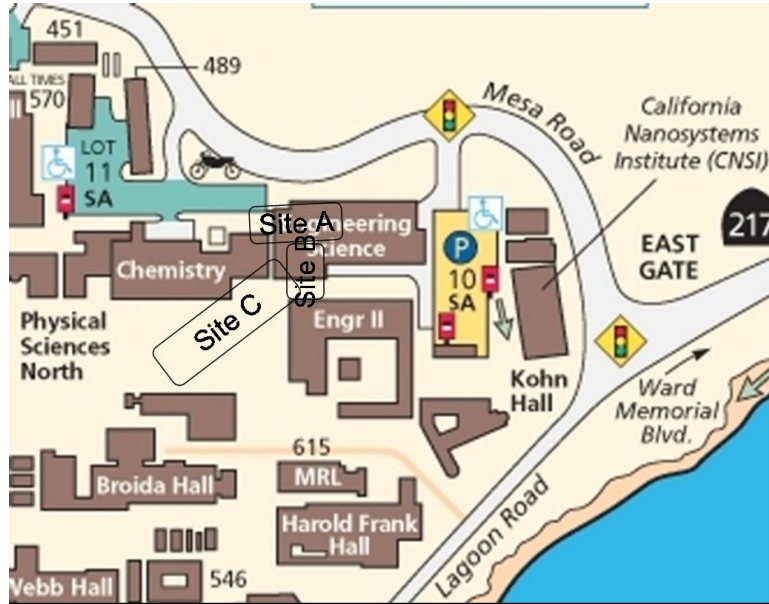 451
489
ALL TIMES
570
LOT
11
SA
Mesa Road
California
Nanosystems
Institute (CNSI)
217
Site A
Engineering
Science
Site B
Chemistry
P
10
SA
EAST
GATE
Site C
Engr II
Physical
Sciences
North
Kohn
Hall
Ward
Memorial
Blvd.
615
Broida Hall
MRL
Harold Frank
Hall
Lagoon Road
Webb Hall
546